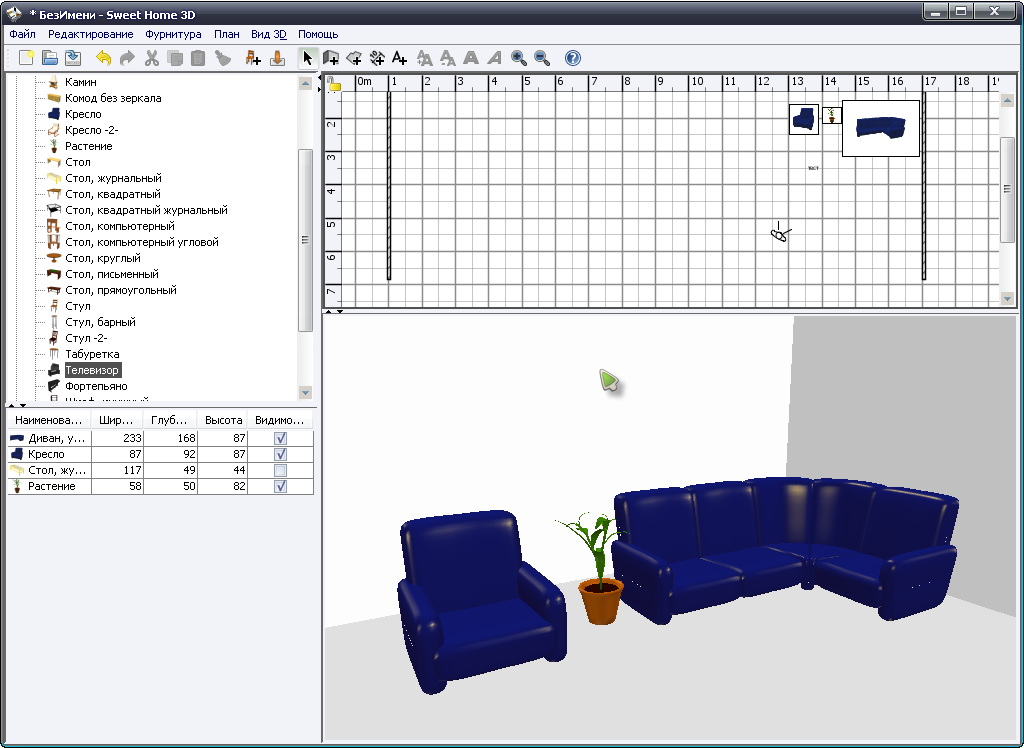 * БезИмени - Sweet Home 3D
Файл Редактирование Фурнитура План Вид 3D Помощь
0m 1 2 3 4 5 6 7 8 9 10 11 12 13 14 15 16 17 18
2
3
4
5
6
7
Камин
Комод без зеркала
Кресло
Кресло -2-
Растение
Стол
Стол, журнальный
Стол, квадратный
Стол, квадратный журнальный
Стол, компьютерный
Стол, компьютерный угловой
Стол, круглый
Стол, письменный
Стол, прямоугольный
Стул
Стул, барный
Стул -2-
Табуретка
Телевизор
Фортепьяно
Наименова... Шир... Глуб... Высота Видимо...
Диван, у... 233 168 87
Кресло 87 92 87
Стол, жу... 117 49 44
Растение 58 50 82